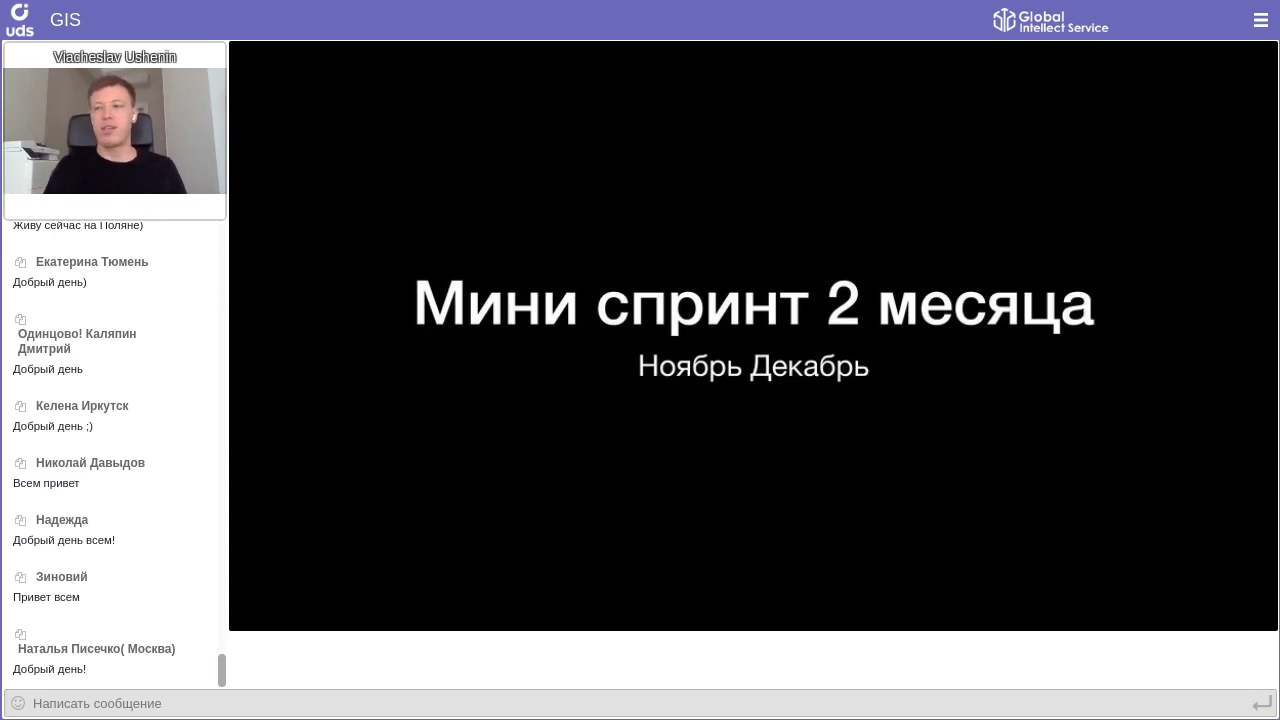 uds
GIS
Global
Intellect Service
Viacheslav Ushenin
Живу сейчас на Поляне)
Екатерина Тюмень
Добрый день)
Одинцово! Каляпин
Дмитрий
Добрый день
Келена Иркутск
Добрый день ;)
Николай Давыдов
Всем привет
Надежда
Добрый день всем!
Зиновий
Привет всем
Наталья Писечко( Москва)
Добрый день!
Мини спринт 2 месяца
Ноябрь Декабрь
Написать сообщение